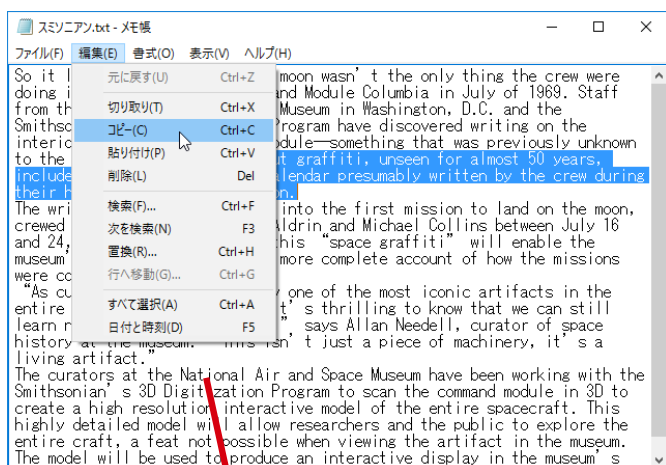 スミソニアン.txt - メモ帳
ファイル(F) 編集(E) 書式(O) 表示(V) ヘルプ(H)
元に戻す(U) Ctrl+Z
切り取り(T) Ctrl+X
コピー(C) Ctrl+C
貼り付け(P) Ctrl+V
削除(L) Del
検索(F)... Ctrl+F
次を検索(N) F3
置換(R)... Ctrl+H
行へ移動(G)... Ctrl+G
すべて選択(A) Ctrl+A
日付と時刻(D) F5
So it moon wasn't the only thing the crew were
doing and Module Columbia in July of 1969. Staff
from Museum in Washington, D.C. and the
Program have discovered writing on the
something that was previously unknown
to the graffiti, unseen for almost 50 years,
include presumably written by the crew during
their
The into the first mission to land on the moon,
crewed Aldrin and Michael Collins between July 16
and 24, this “space graffiti” will enable the
museum’ more complete account of how the missions
were
“As one of the most iconic artifacts in the
entire t’s thrilling to know that we can still
learn ” says Allan Needell, curator of space
history at the museum. “This isn’t just a piece of machinery, it’s a
living artifact.”
The curators at the National Air and Space Museum have been working with the
Smithsonian’s 3D Digitization Program to scan the command module in 3D to
create a high resolution interactive model of the entire spacecraft. This
highly detailed model will allow researchers and the public to explore the
entire craft, a feat not possible when viewing the artifact in the museum.
The model will be used to produce an interactive display in the museum’s